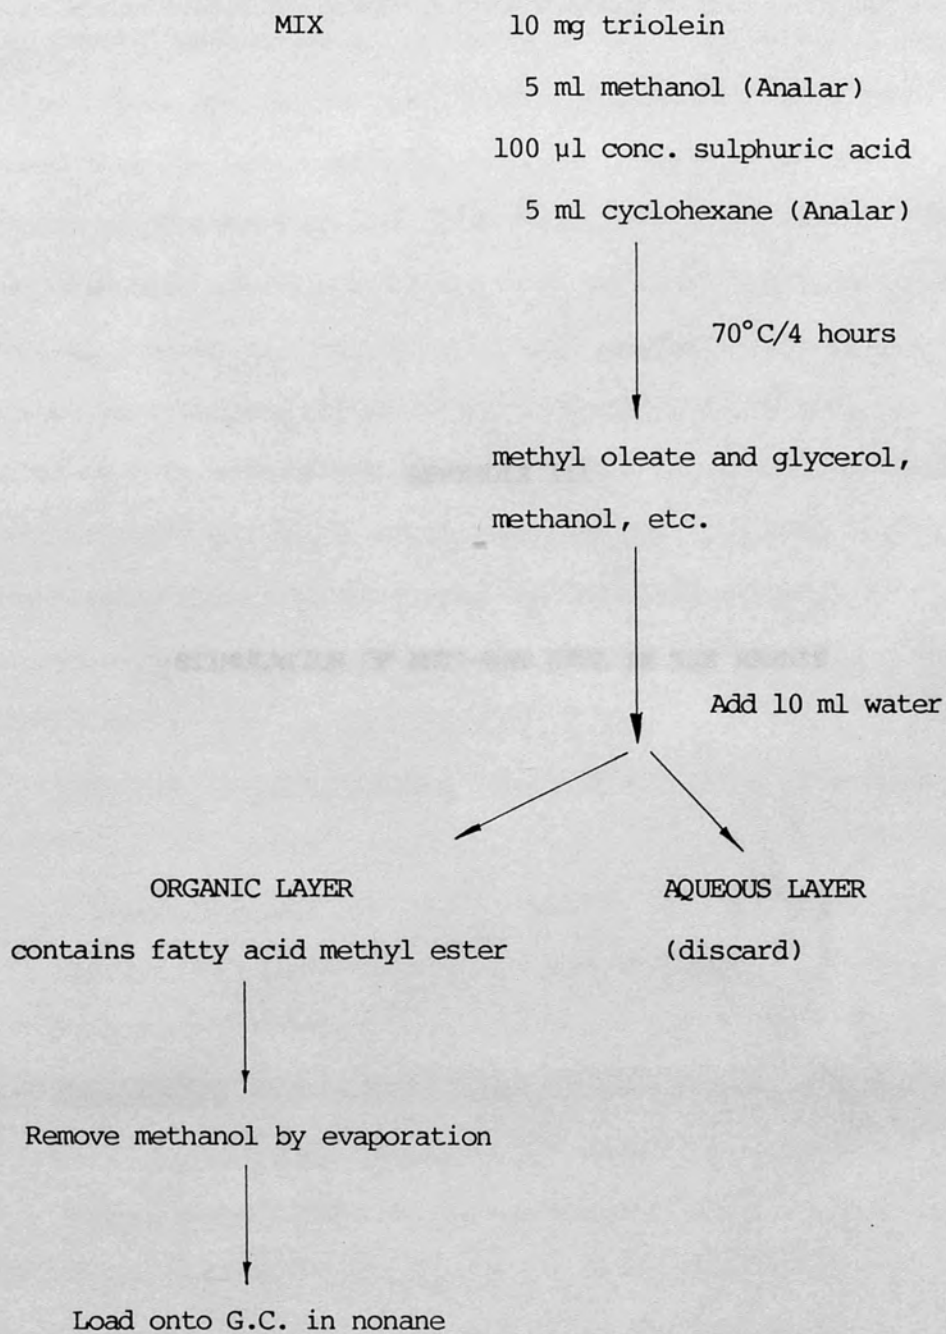 MIX 10 mg triolein
5 ml methanol (Analar)
100 µl conc. sulphuric acid
5 ml cyclohexane (Analar)
70°C/4 hours
methyl oleate and glycerol,
methanol, etc.
Add 10 ml water
ORGANIC LAYER AQUEOUS LAYER
contains fatty acid methyl ester (discard)
Remove methanol by evaporation
Load onto G.C. in nonane